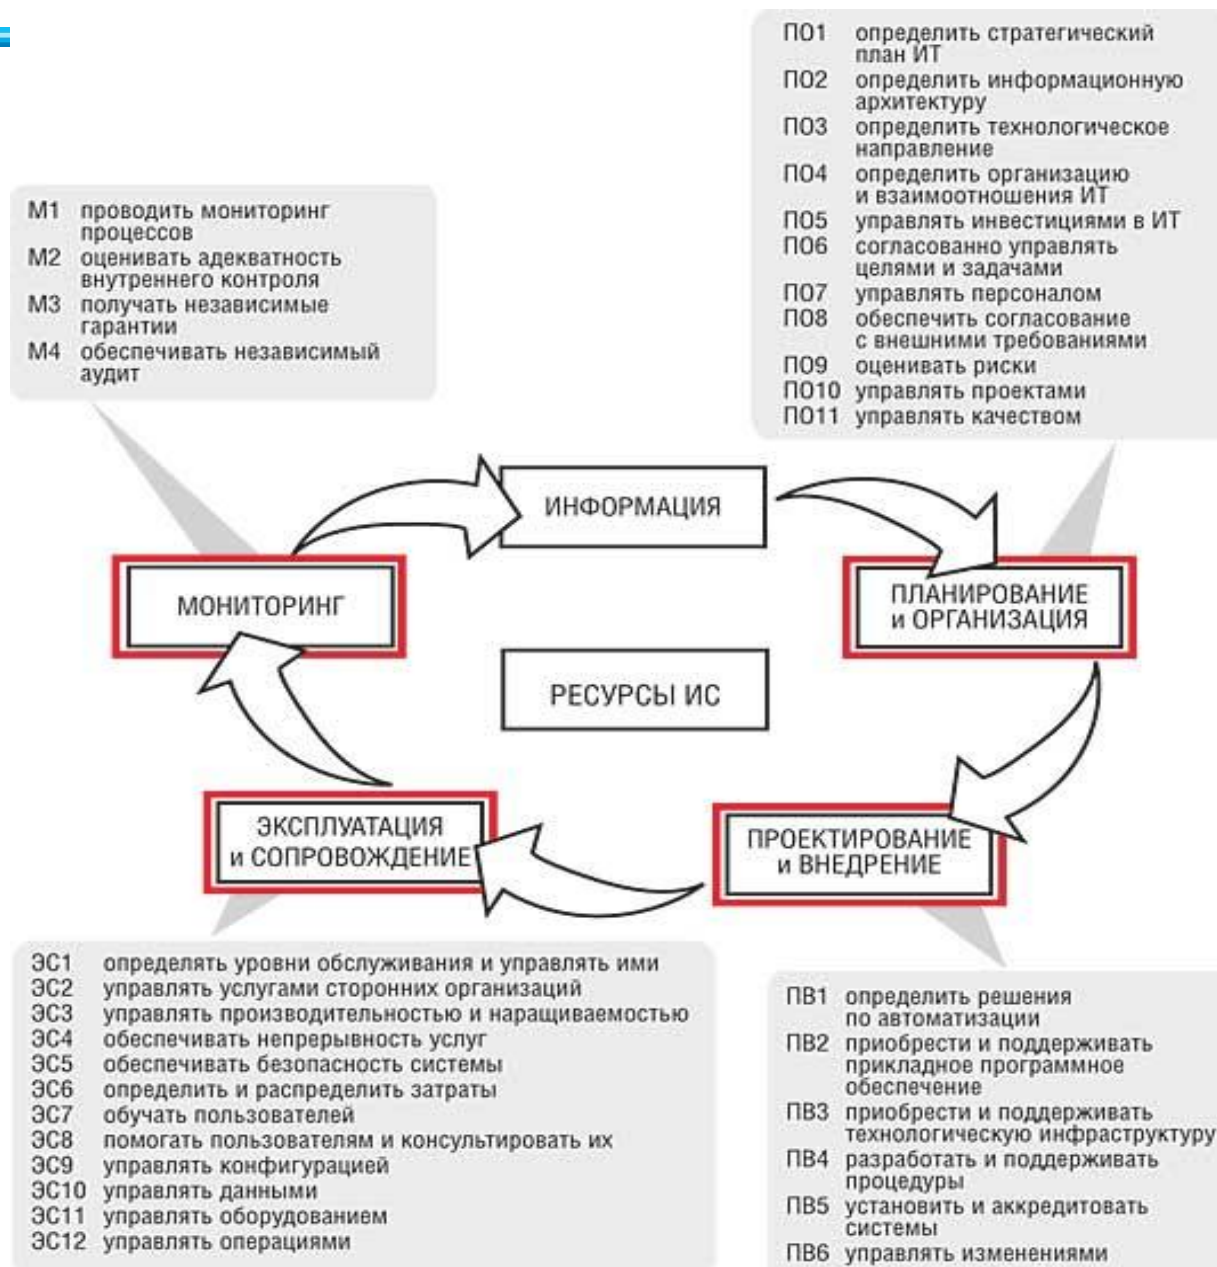 ПО1 определить стратегический
план ИТ
ПО2 определить информационную
архитектуру
ПО3 определить технологическое
направление
ПО4 определить организацию
и взаимоотношения ИТ
ПО5 управлять инвестициями в ИТ
ПО6 согласованно управлять
целями и задачами
ПО7 управлять персоналом
ПО8 обеспечить согласование
с внешними требованиями
ПО9 оценивать риски
ПО10 управлять проектами
ПО11 управлять качеством
М1 проводить мониторинг
процессов
М2 оценивать адекватность
внутреннего контроля
М3 получать независимые
гарантии
М4 обеспечивать независимый
аудит
ИНФОРМАЦИЯ
МОНИТОРИНГ
ПЛАНИРОВАНИЕ
и ОРГАНИЗАЦИЯ
РЕСУРСЫ ИС
ЭКСПЛУАТАЦИЯ
и СОПРОВОЖДЕНИЕ
ПРОЕКТИРОВАНИЕ
и ВНЕДРЕНИЕ
ЭС1 определять уровни обслуживания и управлять ими
ЭС2 управлять услугами сторонних организаций
ЭС3 управлять производительностью и наращиваемостью
ЭС4 обеспечивать непрерывность услуг
ЭС5 обеспечивать безопасность системы
ЭС6 определить и распределить затраты
ЭС7 обучать пользователей
ЭС8 помогать пользователям и консультировать их
ЭС9 управлять конфигурацией
ЭС10 управлять данными
ЭС11 управлять оборудованием
ЭС12 управлять операциями
ПВ1 определить решения
по автоматизации
ПВ2 приобрести и поддерживать
прикладное программное
обеспечение
ПВ3 приобрести и поддерживать
технологическую инфраструктуру
ПВ4 разработать и поддерживать
процедуры
ПВ5 установить и аккредитовать
системы
ПВ6 управлять изменениями